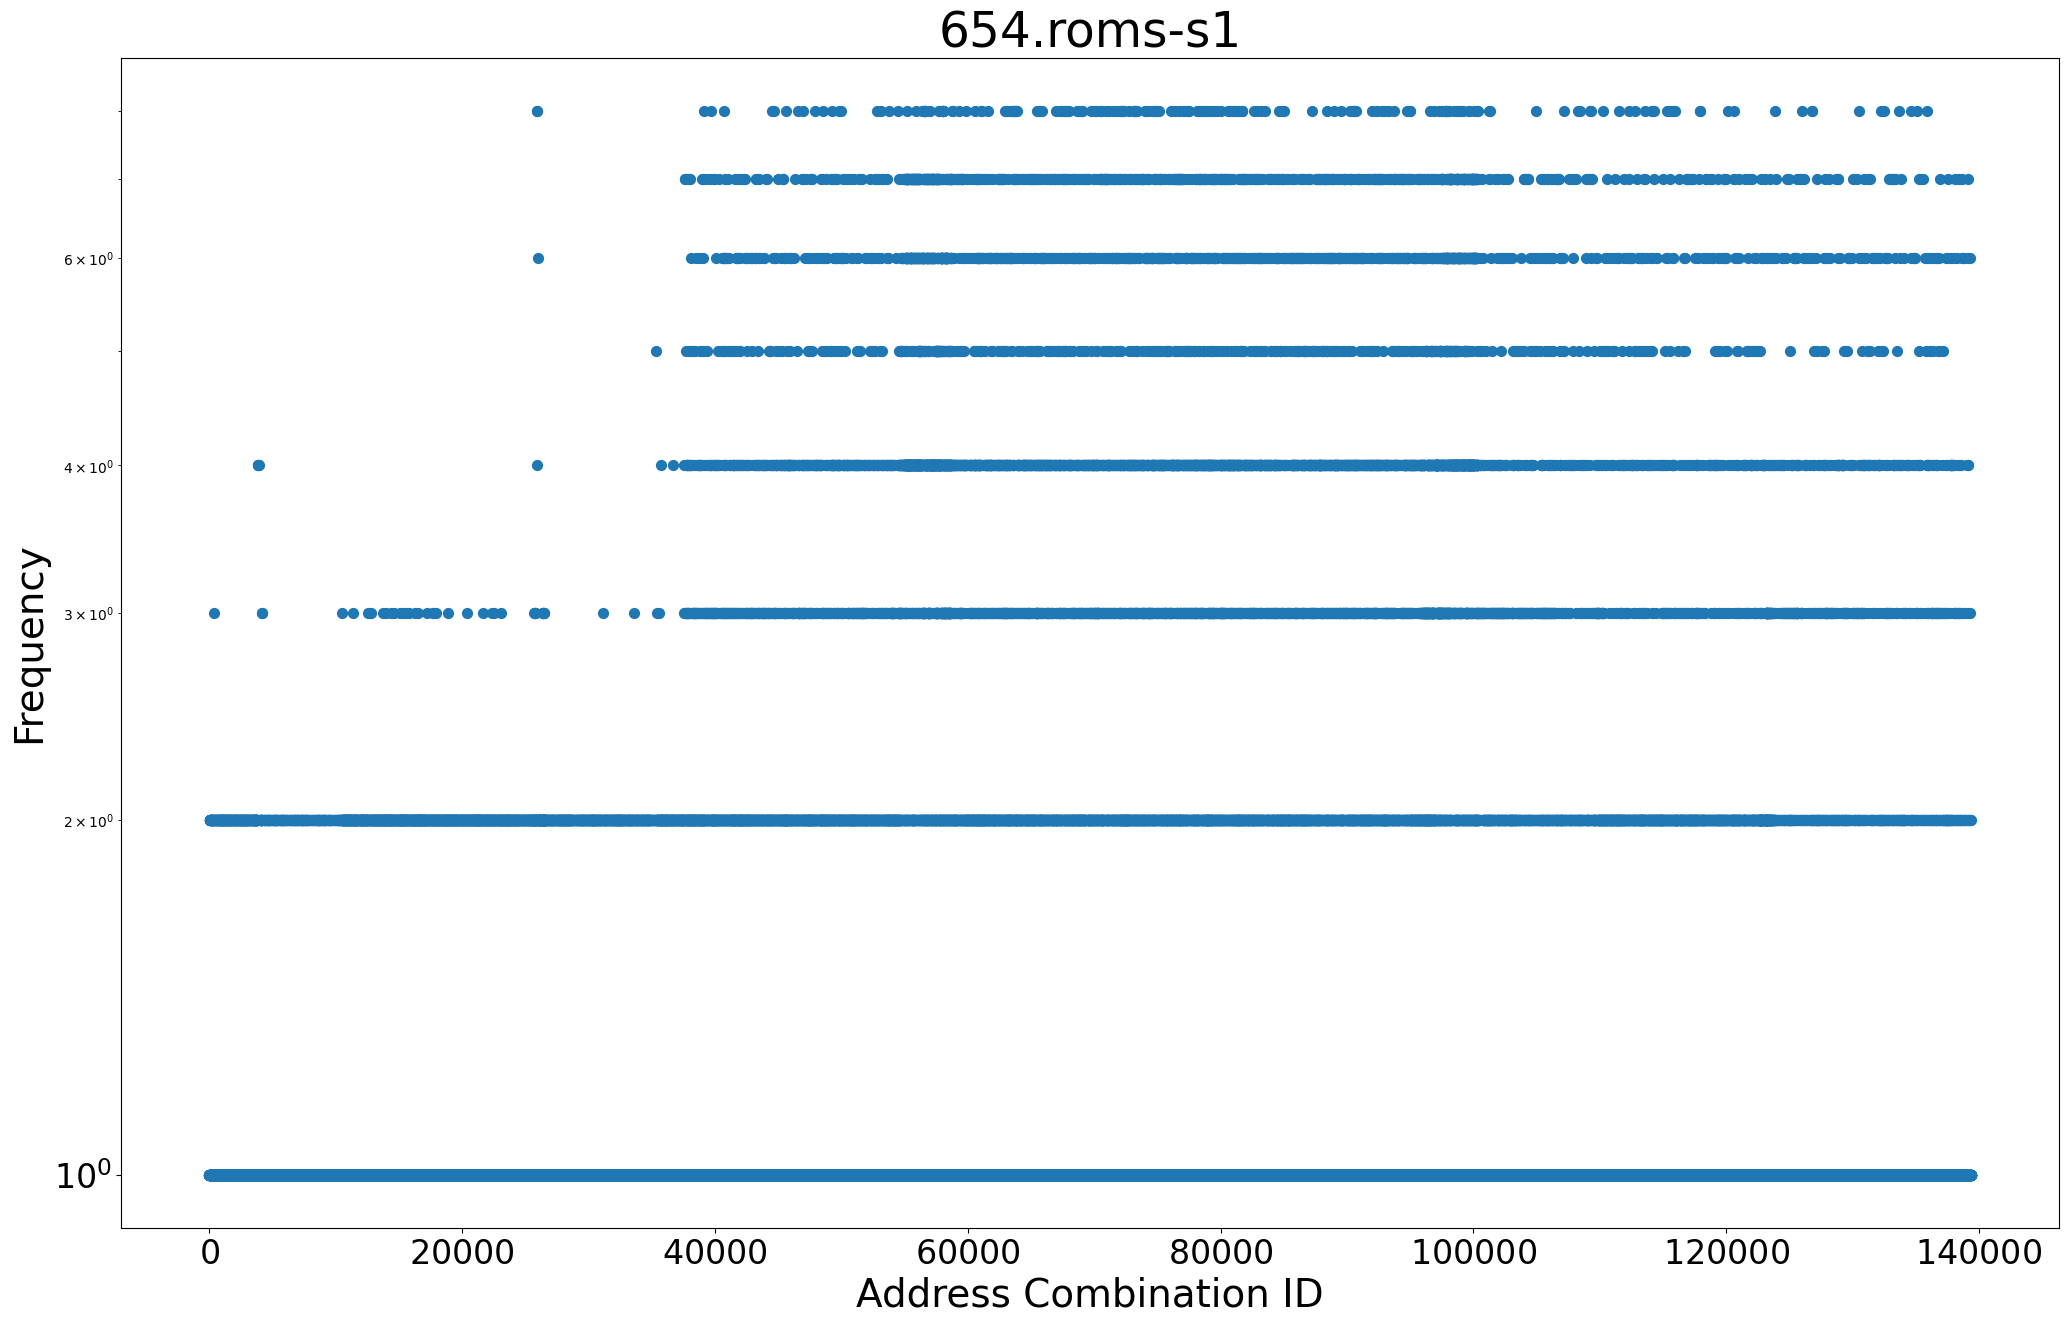 654.roms-s1
Frequency
6 × 10⁰
4 × 10⁰
3 × 10⁰
2 × 10⁰
10⁰
0 20000 40000 60000 80000 100000 120000 140000
Address Combination ID